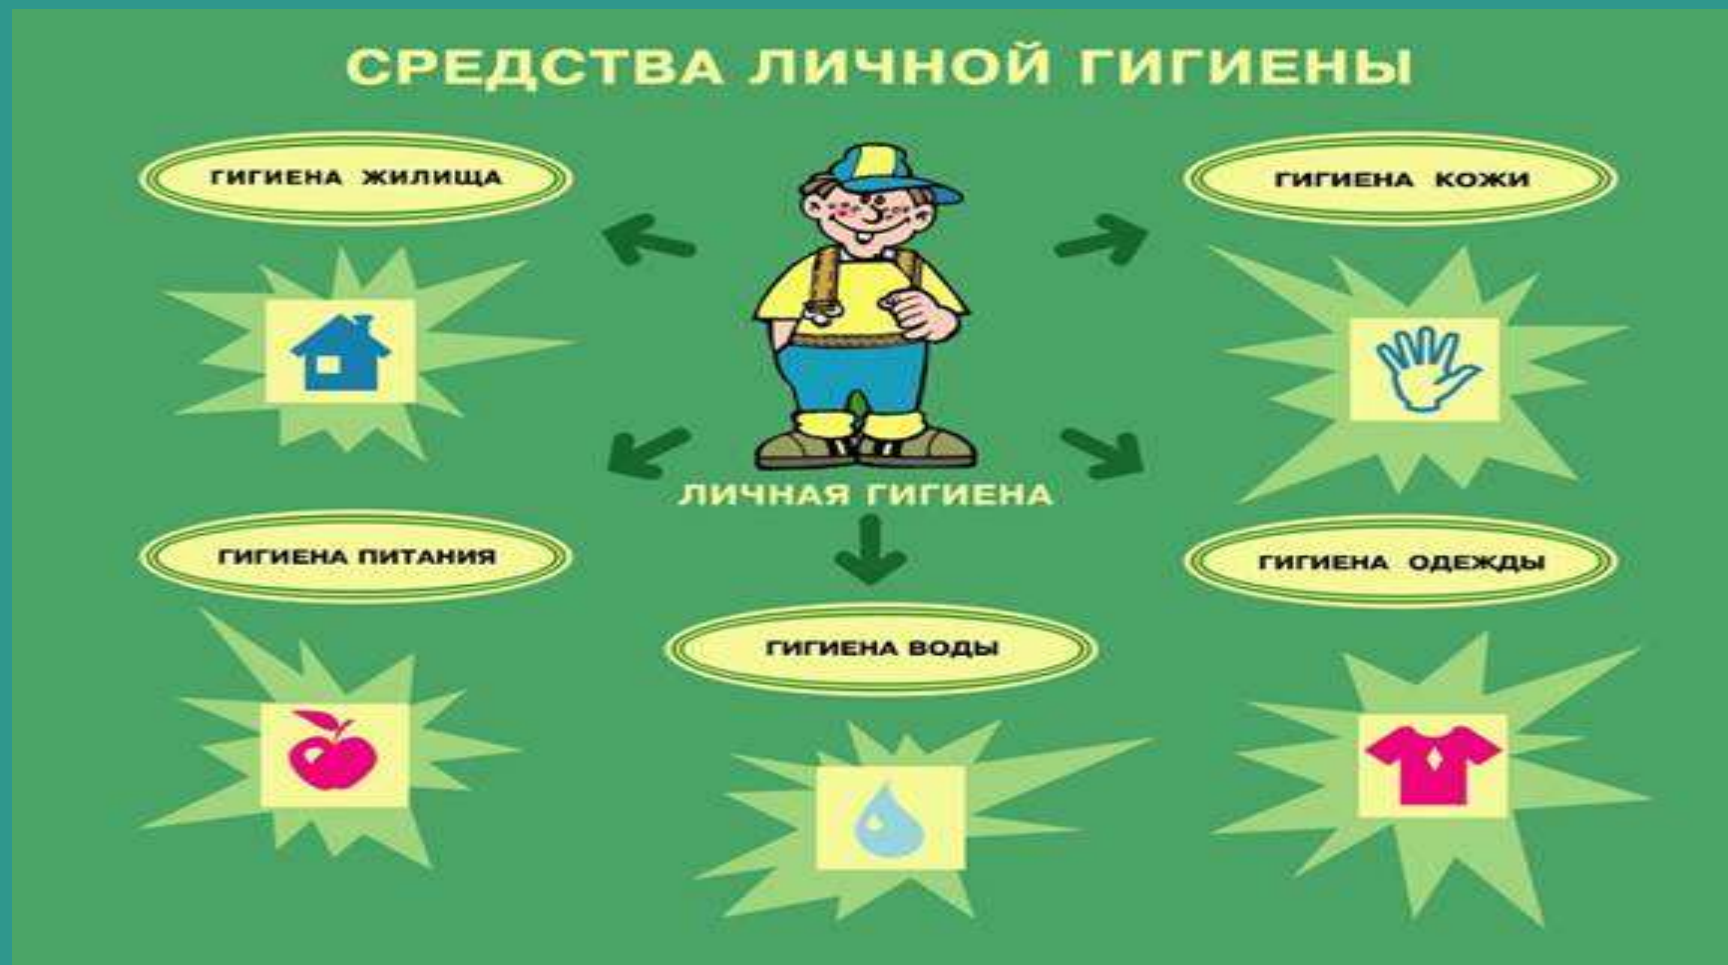 СРЕДСТВА ЛИЧНОЙ ГИГИЕНЫ
ГИГИЕНА ЖИЛИЩА
ГИГИЕНА КОЖИ
ЛИЧНАЯ ГИГИЕНА
ГИГИЕНА ПИТАНИЯ
ГИГИЕНА ОДЕЖДЫ
ГИГИЕНА ВОДЫ